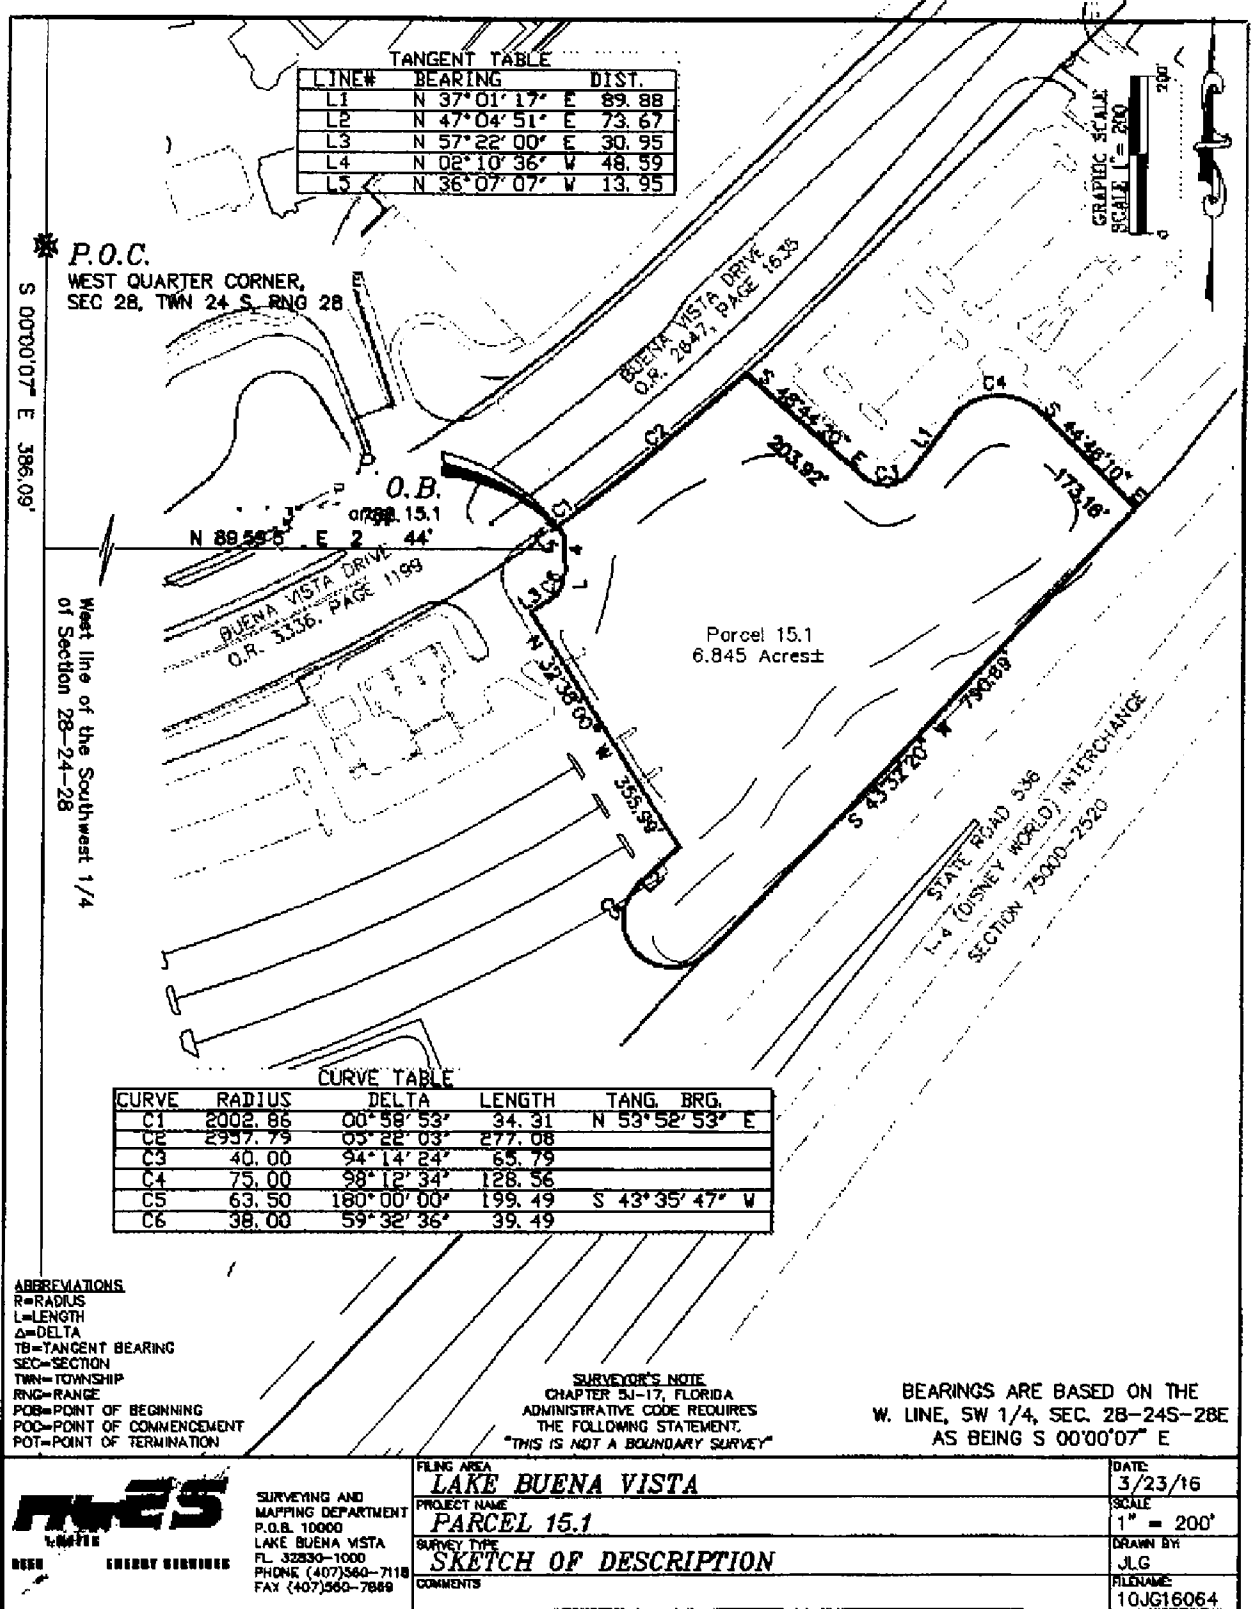 TANGENT TABLE
LINE# BEARING DIST.
L1 N 37°01'17" E 89.88
L2 N 47°04'51" E 73.67
L3 N 57°22'00" E 30.95
L4 N 02°10'36" W 48.59
L5 N 36°07'07" W 13.95
GRAPHIC SCALE
SCALE 1"= 200
200'
0
P.O.C.
WEST QUARTER CORNER,
SEC 28, TWN 24 S, RNG 28 E
S 00°00'07" E 386.09'
BUENA VISTA DRIVE
O.R. 2647, PAGE 1635
C4
S 48°44'20" E
203.92'
C3
L1
S 44°46'10" E
173.16'
C2
C1
O.B.
15.1
N 89 E 2 44'
BUENA VISTA DRIVE
O.R. 3336, PAGE 1199
L3
C6
L
N 32°38'00" W 355.99'
Parcel 15.1
6.845 Acres±
S 43°32'20" W 790.89'
STATE ROAD 536
I-4 (DISNEY WORLD) INTERCHANGE
SECTION 75000-2520
West line of the Southwest 1/4
of Section 28-24-28
L2
C5
CURVE TABLE
CURVE RADIUS DELTA LENGTH TANG. BRG.
C1 2002.86 00°58'53" 34.31 N 53°52'53" E
C2 2957.79 05°22'03" 277.08
C3 40.00 94°14'24" 65.79
C4 75.00 98°12'34" 128.56
C5 63.50 180°00'00" 199.49 S 43°35'47" W
C6 38.00 59°32'36" 39.49
ABBREVIATIONS
R=RADIUS
L=LENGTH
Δ=DELTA
TB=TANGENT BEARING
SEC=SECTION
TWN=TOWNSHIP
RNG=RANGE
POB=POINT OF BEGINNING
POC=POINT OF COMMENCEMENT
POT=POINT OF TERMINATION
SURVEYOR'S NOTE
CHAPTER 5J-17, FLORIDA
ADMINISTRATIVE CODE REQUIRES
THE FOLLOWING STATEMENT.
"THIS IS NOT A BOUNDARY SURVEY"
BEARINGS ARE BASED ON THE
W. LINE, SW 1/4, SEC. 28-24S-28E
AS BEING S 00°00'07" E
ENERGY SERVICES
SURVEYING AND
MAPPING DEPARTMENT
P.O.B. 10000
LAKE BUENA VISTA
FL 32830-1000
PHONE (407)560-7118
FAX (407)560-7869
FILING AREA
LAKE BUENA VISTA
PROJECT NAME
PARCEL 15.1
SURVEY TYPE
SKETCH OF DESCRIPTION
COMMENTS
DATE:
3/23/16
SCALE
1" = 200'
DRAWN BY:
JLG
FILENAME:
10JG16064